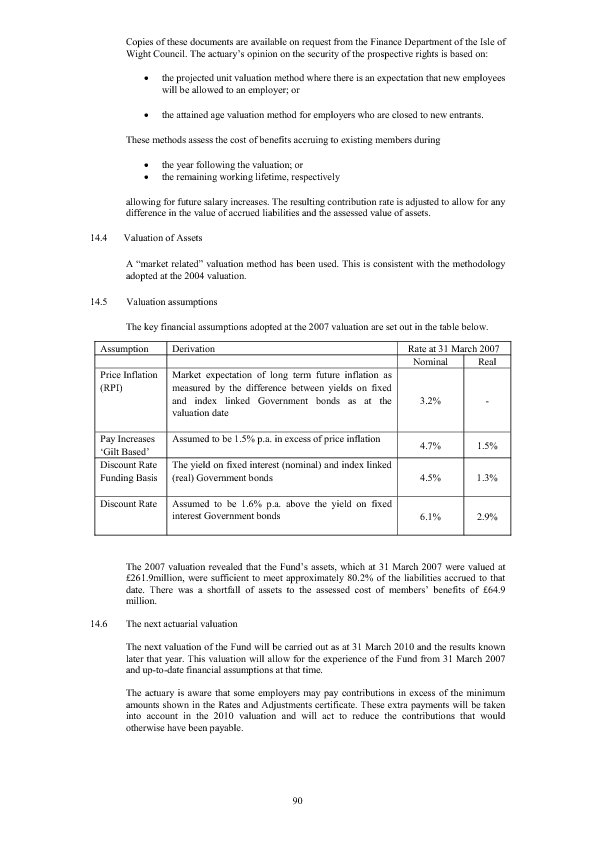 Copies of these documents are available on request from the Finance Department of the Isle of
Wight Council. The actuary's opinion on the security of the prospective rights is based on:
• the projected unit valuation method where there is an expectation that new employees
will be allowed to an employer; or
• the attained age valuation method for employers who are closed to new entrants.
These methods assess the cost of benefits accruing to existing members during
• the year following the valuation; or
• the remaining working lifetime, respectively
allowing for future salary increases. The resulting contribution rate is adjusted to allow for any
difference in the value of accrued liabilities and the assessed value of assets.
14.4 Valuation of Assets
A “market related” valuation method has been used. This is consistent with the methodology
adopted at the 2004 valuation.
14.5 Valuation assumptions
The key financial assumptions adopted at the 2007 valuation are set out in the table below.
Assumption Derivation Rate at 31 March 2007
Nominal Real
Price Inflation Market expectation of long term future inflation as
(RPI) measured by the difference between yields on fixed
and index linked Government bonds as at the 3.2% -
valuation date
Pay Increases Assumed to be 1.5% p.a. in excess of price inflation 4.7% 1.5%
‘Gilt Based’
Discount Rate The yield on fixed interest (nominal) and index linked
Funding Basis (real) Government bonds 4.5% 1.3%
Discount Rate Assumed to be 1.6% p.a. above the yield on fixed
interest Government bonds 6.1% 2.9%
The 2007 valuation revealed that the Fund's assets, which at 31 March 2007 were valued at
£261.9million, were sufficient to meet approximately 80.2% of the liabilities accrued to that
date. There was a shortfall of assets to the assessed cost of members' benefits of £64.9
million.
14.6 The next actuarial valuation
The next valuation of the Fund will be carried out as at 31 March 2010 and the results known
later that year. This valuation will allow for the experience of the Fund from 31 March 2007
and up-to-date financial assumptions at that time.
The actuary is aware that some employers may pay contributions in excess of the minimum
amounts shown in the Rates and Adjustments certificate. These extra payments will be taken
into account in the 2010 valuation and will act to reduce the contributions that would
otherwise have been payable.
90